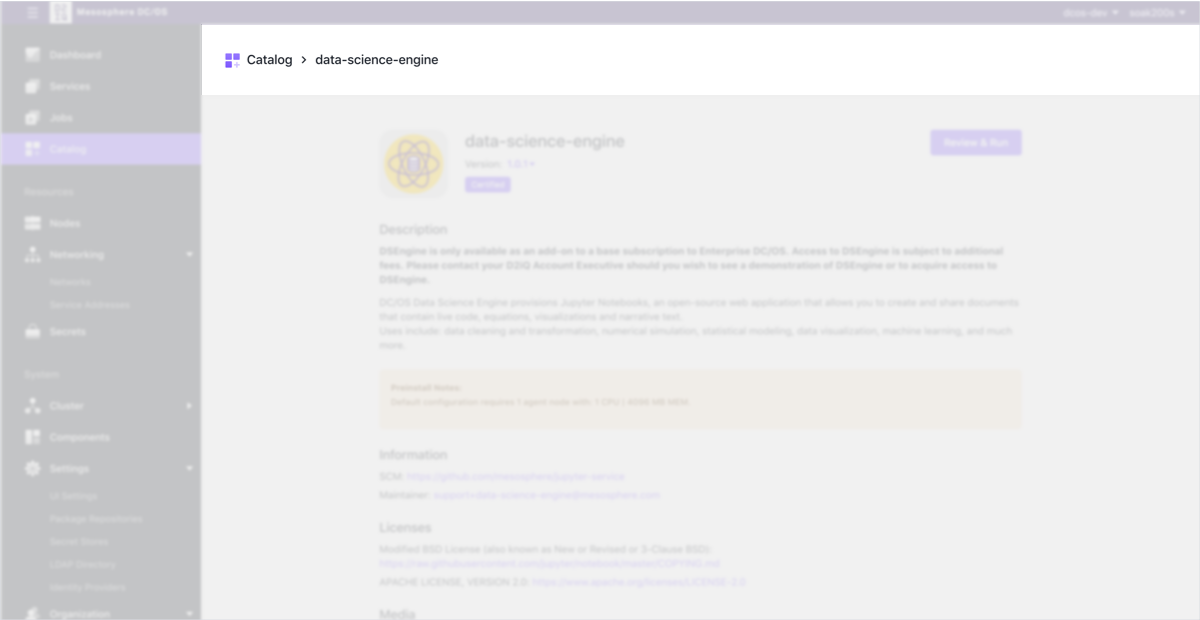 Mesosphere DC/OS
Dashboard
Services
Jobs
Catalog
Resources
Nodes
Networking
Networks
Service Addresses
Secrets
System
Cluster
Components
Settings
UI Settings
Package Repositories
Secret Stores
LDAP Directory
Identity Providers
Organization
Catalog > data-science-engine
data-science-engine
Review & Run
Version: 1.0.1
Certified
Description
DSEngine is only available as an add-on to a base subscription to Enterprise DC/OS. Access to DSEngine is subject to additional
fees. Please contact your D2iQ Account Executive should you wish to see a demonstration of DSEngine or to acquire access to
DSEngine.
DC/OS Data Science Engine provisions Jupyter Notebooks, an open-source web application that allows you to create and share documents
that contain live code, equations, visualizations and narrative text.
Uses include: data cleaning and transformation, numerical simulation, statistical modeling, data visualization, machine learning, and much
more.
Preinstall Notes:
Default configuration requires 1 agent node with: 1 CPU | MB MEM
Information
SCM: https://github.com/mesosphere/jupyter-service
Maintainer: support+data-science-engine@mesosphere.com
Licenses
Modified BSD License (also known as New or Revised or 3-Clause BSD):
https://raw.githubusercontent.com/jupyter/notebook/master/COPYING.md
APACHE LICENSE, VERSION 2.0: https://www.apache.org/licenses/LICENSE-2.0
Media